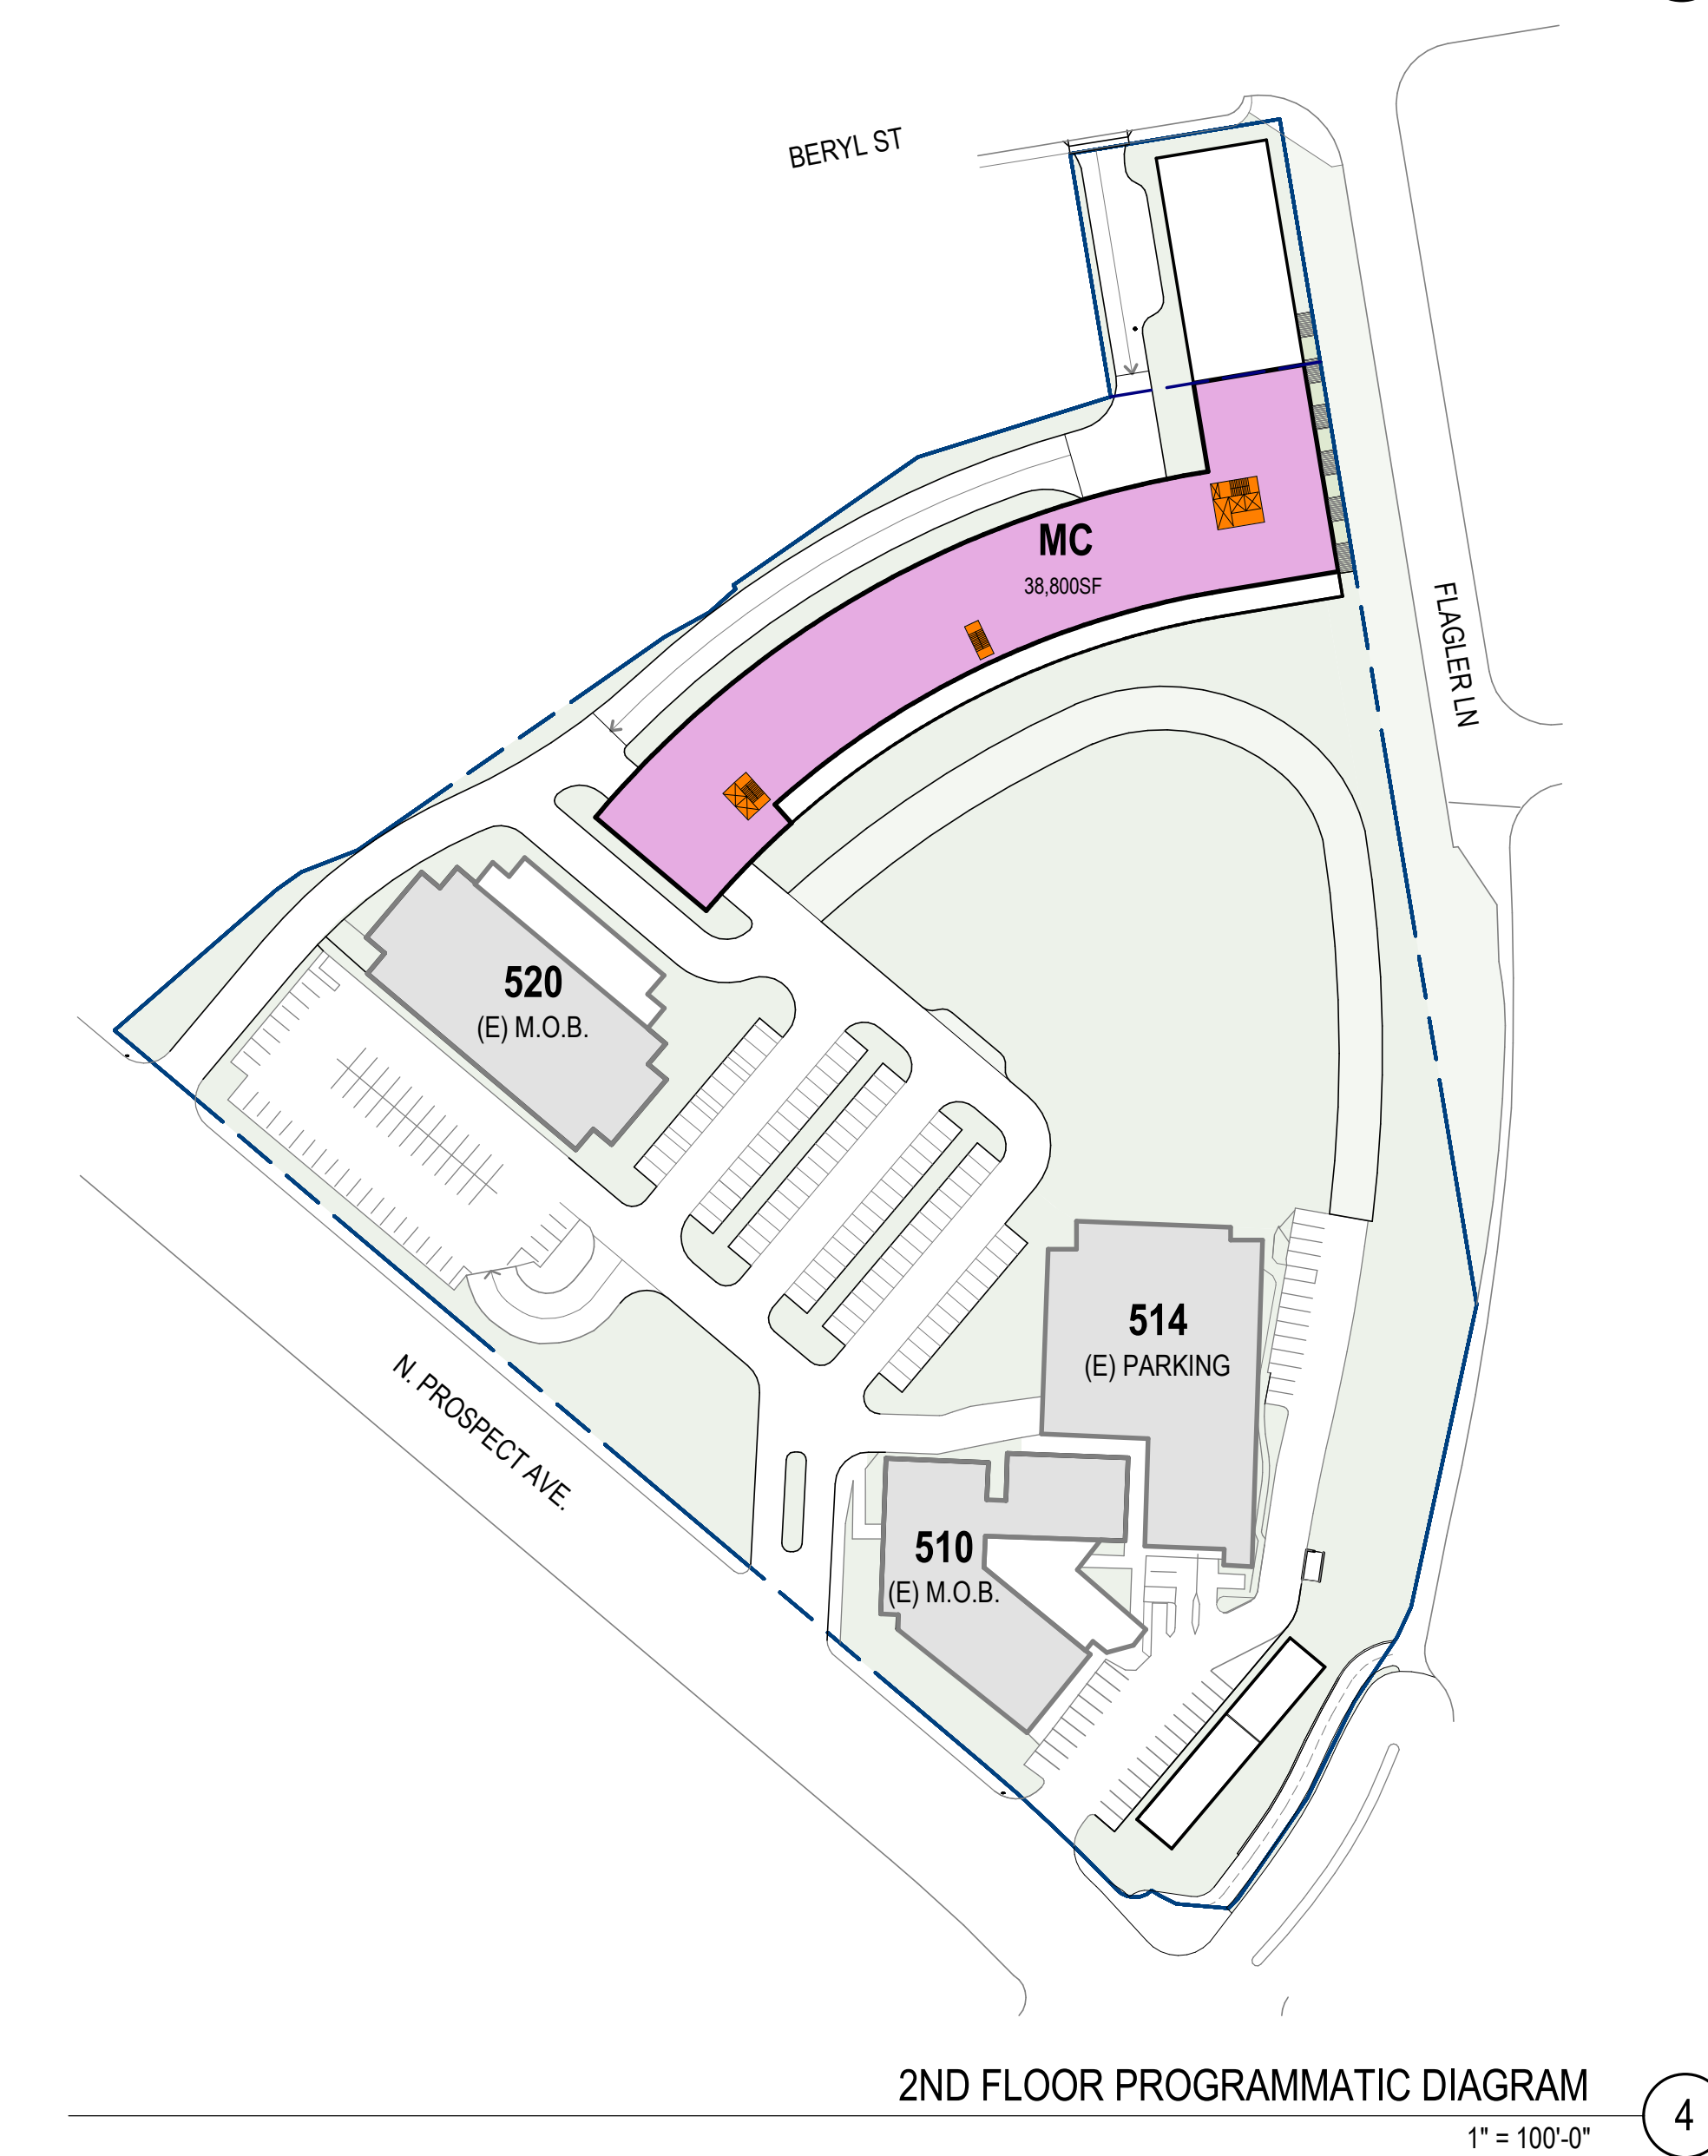 BERYL ST
MC
38,800SF
FLAGLER LN
520
(E) M.O.B.
514
(E) PARKING
N. PROSPECT AVE.
510
(E) M.O.B.
2ND FLOOR PROGRAMMATIC DIAGRAM
4
1" = 100'-0"